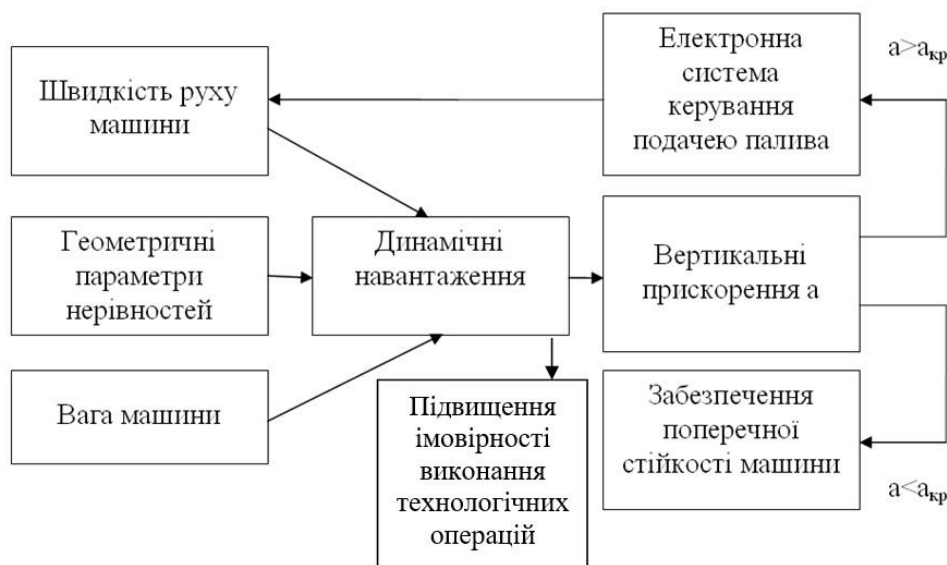 Швидкість руху
машини
Електронна
система
керування
подачею палива
a>aкр
Геометричні
параметри
нерівностей
Динамічні
навантаження
Вертикальні
прискорення а
Вага машини
Підвищення
імовірності
виконання
технологічних
операцій
Забезпечення
поперечної
стійкості машини
a<aкр